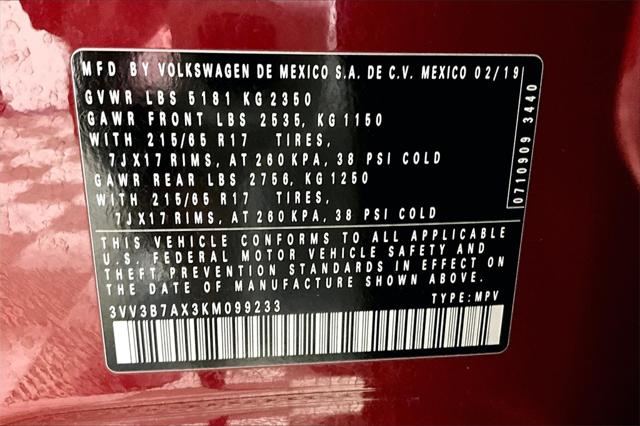 MFD BY VOLKSWAGEN DE MEXICO S.A. DE C.V. MEXICO 02/19
GVWR LBS 5181 KG 2350
GAWR FRONT LBS 2535, KG 1150
WITH 215/65 R17 TIRES,
7JX17 RIMS, AT 260KPA, 38 PSI COLD
GAWR REAR LBS 2756, KG 1250
WITH 215/65 R17 TIRES,
7JX17 RIMS, AT 260KPA, 38 PSI COLD
THIS VEHICLE CONFORMS TO ALL APPLICABLE
U.S. FEDERAL MOTOR VEHICLE SAFETY AND
THEFT PREVENTION STANDARDS IN EFFECT ON
THE DATE OF MANUFACTURE SHOWN ABOVE.
3VV3B7AX3KM099233 TYPE: MPV
0710909 3440